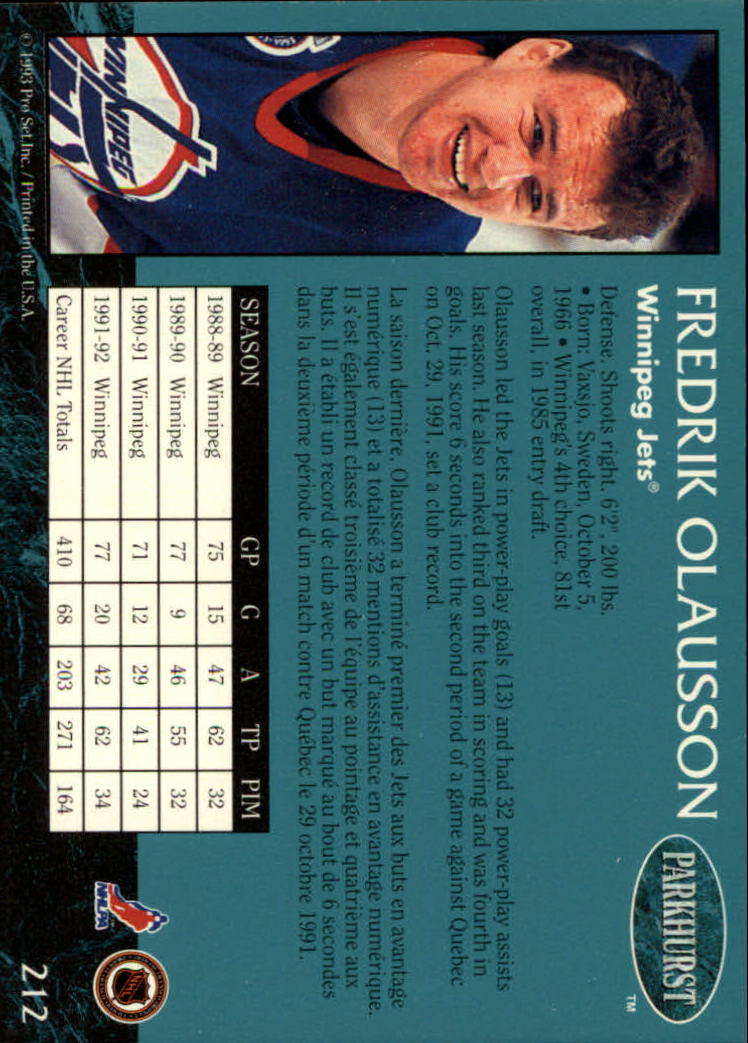 FREDRIK OLAUSSON
Winnipeg Jets®
PARKHURST
TM
Defense. Shoots right. 6'2", 200 lbs.
• Born: Vaxsjo, Sweden, October 5,
1966 • Winnipeg's 4th choice, 81st
overall, in 1985 entry draft.
Olausson led the Jets in power-play goals (13) and had 32 power-play assists
last season. He also ranked third on the team in scoring and was fourth in
goals. His score 6 seconds into the second period of a game against Quebec
on Oct. 29, 1991, set a club record.
La saison dernière, Olausson a terminé premier des Jets aux buts en avantage
numérique (13) et a totalisé 32 mentions d'assistance en avantage numérique.
Il s'est également classé troisième de l'équipe au pointage et quatrième aux
buts. Il a établi un record de club avec un but marqué au bout de 6 secondes
dans la deuxième période d'un match contre Québec le 29 octobre 1991.
SEASON GP G A TP PIM
1988-89 Winnipeg 75 15 47 62 32
1989-90 Winnipeg 77 9 46 55 32
1990-91 Winnipeg 71 12 29 41 24
1991-92 Winnipeg 77 20 42 62 34
Career NHL Totals 410 68 203 271 164
WINNIPEG
JETS
NHLPA
NHL
© 1993 Pro Set Inc. / Printed in the U.S.A.
212